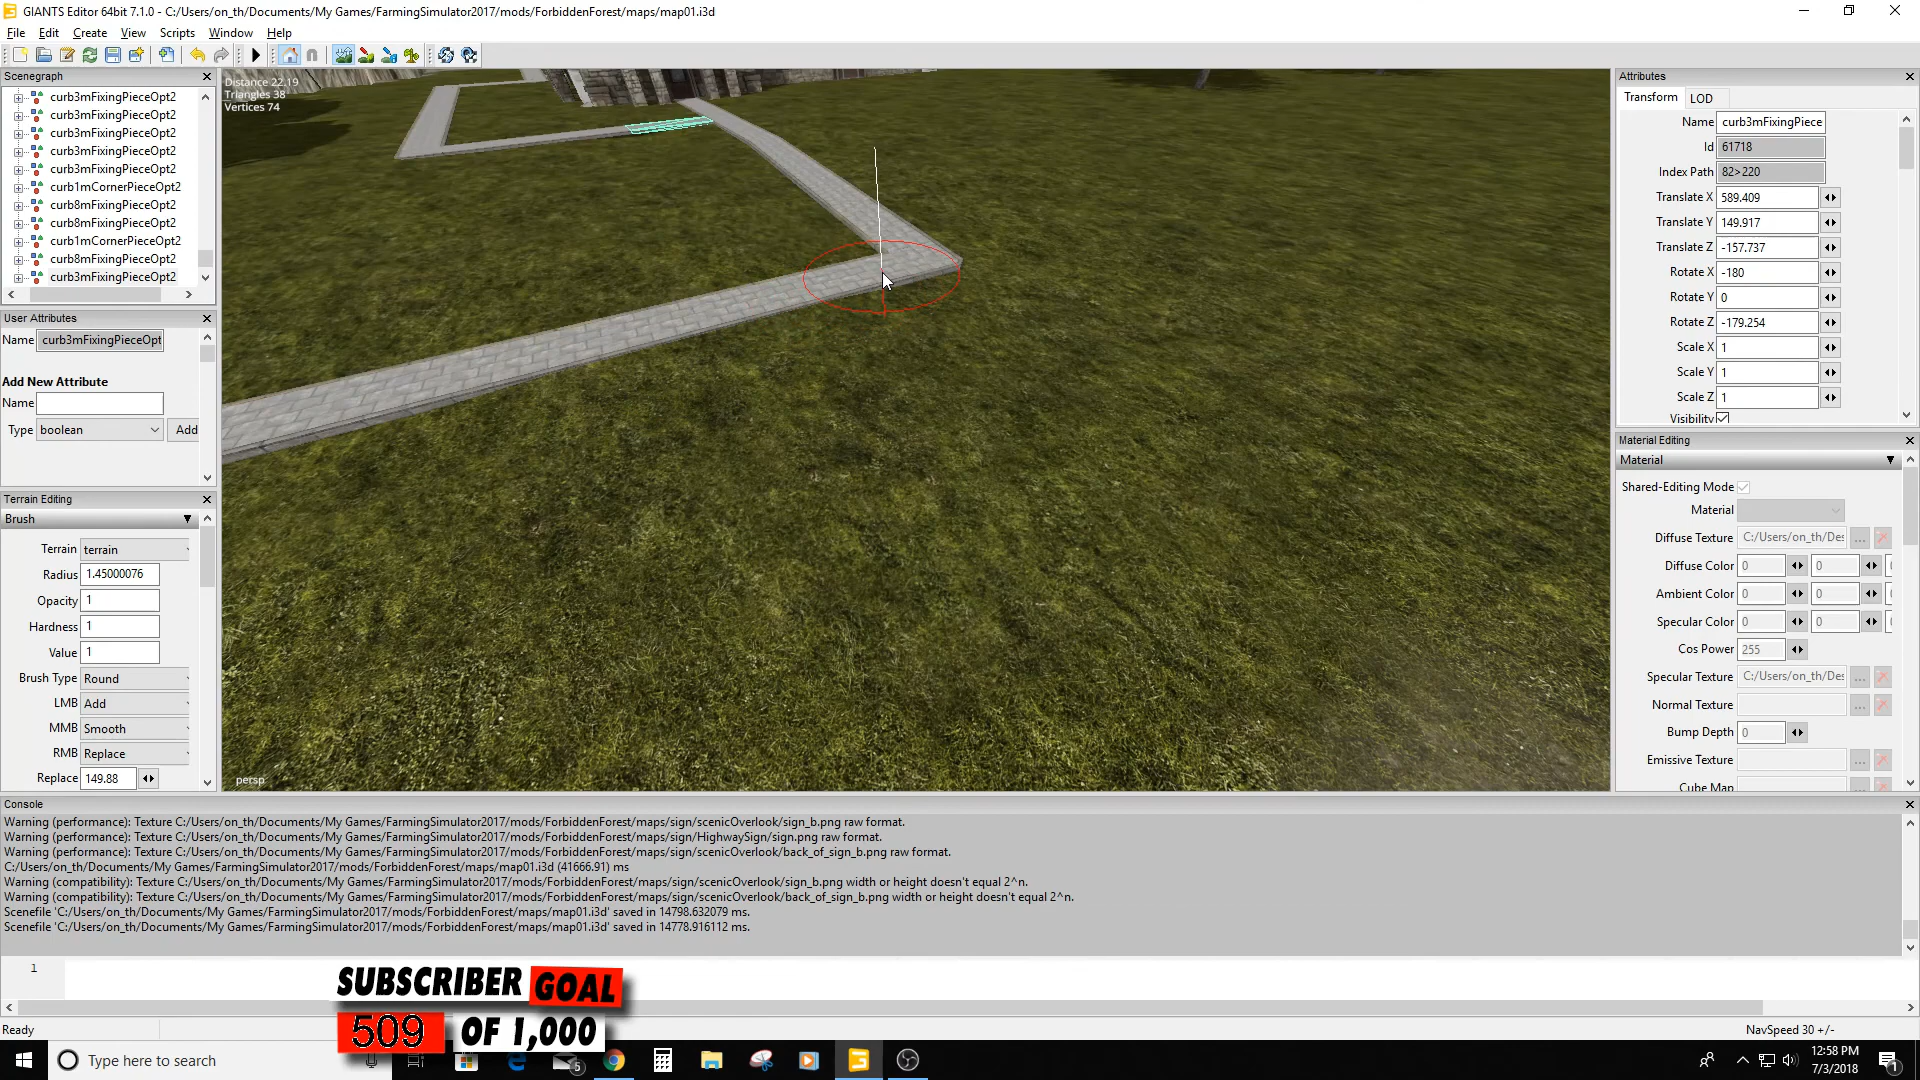 GIANTS Editor 64bit 7.1.0 - C:/Users/on_th/Documents/My Games/FarmingSimulator2017/mods/ForbiddenForest/maps/map01.i3d
File Edit Create View Scripts Window Help
Scenegraph
curb3mFixingPieceOpt2
curb3mFixingPieceOpt2
curb3mFixingPieceOpt2
curb3mFixingPieceOpt2
curb3mFixingPieceOpt2
curb1mCornerPieceOpt2
curb8mFixingPieceOpt2
curb8mFixingPieceOpt2
curb1mCornerPieceOpt2
curb8mFixingPieceOpt2
curb3mFixingPieceOpt2
User Attributes
Name curb3mFixingPieceOpt
Add New Attribute
Name
Type boolean Add
Terrain Editing
Brush
Terrain terrain
Radius 1.45000076
Opacity 1
Hardness 1
Value 1
Brush Type Round
LMB Add
MMB Smooth
RMB Replace
Replace 149.88
Distance 22.19
Triangles 38
Vertices 74
persp
Attributes
Transform LOD
Name curb3mFixingPiece
Id 61718
Index Path 82>220
Translate X 589.409
Translate Y 149.917
Translate Z -157.737
Rotate X -180
Rotate Y 0
Rotate Z -179.254
Scale X 1
Scale Y 1
Scale Z 1
Visibility
Material Editing
Material
Shared-Editing Mode
Material
Diffuse Texture C:/Users/on_th/Des ...
Diffuse Color 0 0
Ambient Color 0 0
Specular Color 0 0
Cos Power 255
Specular Texture C:/Users/on_th/Des ...
Normal Texture ...
Bump Depth 0
Emissive Texture ...
Cube Map
Console
Warning (performance): Texture C:/Users/on_th/Documents/My Games/FarmingSimulator2017/mods/ForbiddenForest/maps/sign/scenicOverlook/sign_b.png raw format.
Warning (performance): Texture C:/Users/on_th/Documents/My Games/FarmingSimulator2017/mods/ForbiddenForest/maps/sign/HighwaySign/sign.png raw format.
Warning (performance): Texture C:/Users/on_th/Documents/My Games/FarmingSimulator2017/mods/ForbiddenForest/maps/sign/scenicOverlook/back_of_sign_b.png raw format.
C:/Users/on_th/Documents/My Games/FarmingSimulator2017/mods/ForbiddenForest/maps/map01.i3d (41666.91) ms
Warning (compatibility): Texture C:/Users/on_th/Documents/My Games/FarmingSimulator2017/mods/ForbiddenForest/maps/sign/scenicOverlook/sign_b.png width or height doesn't equal 2^n.
Warning (compatibility): Texture C:/Users/on_th/Documents/My Games/FarmingSimulator2017/mods/ForbiddenForest/maps/sign/scenicOverlook/back_of_sign_b.png width or height doesn't equal 2^n.
Scenefile 'C:/Users/on_th/Documents/My Games/FarmingSimulator2017/mods/ForbiddenForest/maps/map01.i3d' saved in 14798.632079 ms.
Scenefile 'C:/Users/on_th/Documents/My Games/FarmingSimulator2017/mods/ForbiddenForest/maps/map01.i3d' saved in 14778.916112 ms.
1
SUBSCRIBER GOAL
509 OF 1,000
Ready
NavSpeed 30 +/-
Type here to search
5
12:58 PM
7/3/2018
1